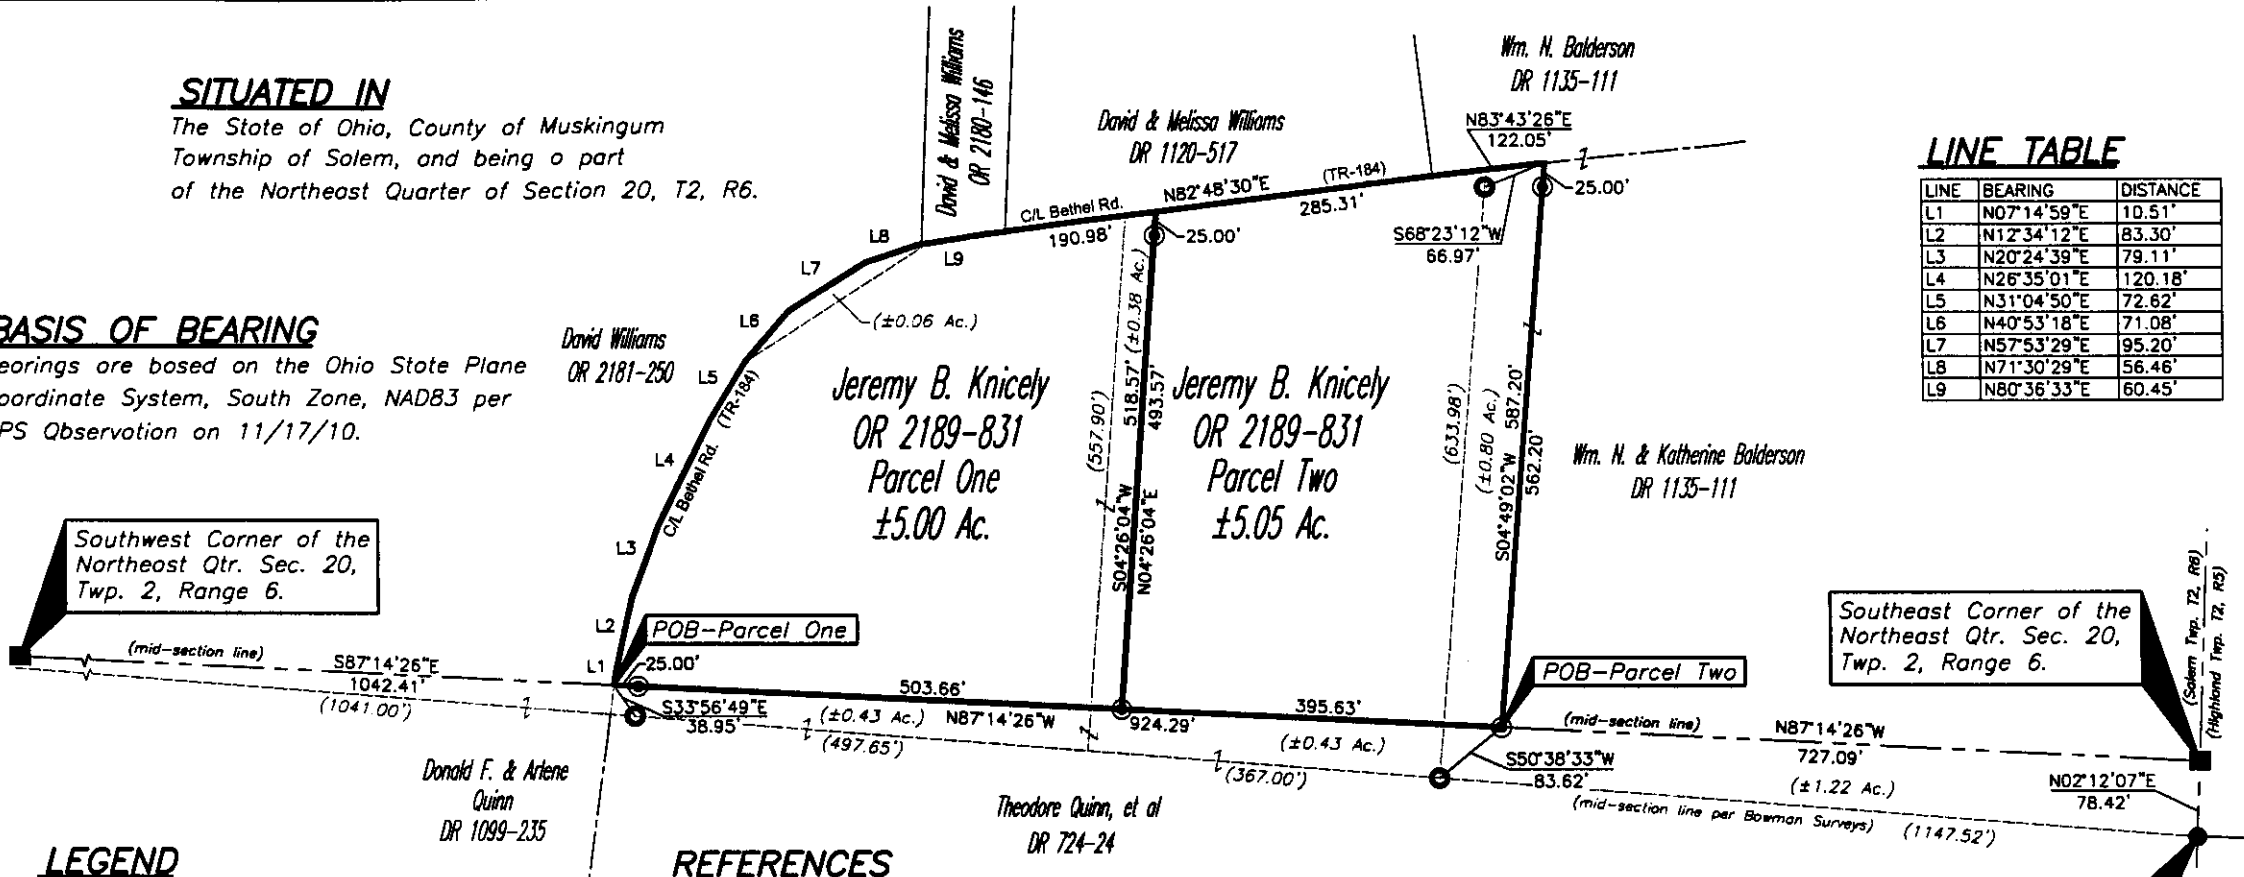 SITUATED IN
The State of Ohio, County of Muskingum
Township of Solem, and being o part
of the Northeast Quarter of Section 20, T2, R6.
BASIS OF BEARING
eorings are bosed on the Ohio State Plane
oordinate System, South Zone, NAD83 per
PS Qbservotion on 11/17/10.
David & Melissa Williams
OR 2180-146
David & Melissa Williams
DR 1120-517
Wm. N. Balderson
DR 1135-111
N83°43'26"E
122.05'
LINE TABLE
LINE BEARING DISTANCE
L1 N07°14'59"E 10.51'
L2 N12°34'12"E 83.30'
L3 N20°24'39"E 79.11'
L4 N26°35'01"E 120.18'
L5 N31°04'50"E 72.62'
L6 N40°53'18"E 71.08'
L7 N57°53'29"E 95.20'
L8 N71°30'29"E 56.46'
L9 N80°36'33"E 60.45'
C/L Bethel Rd.
190.98'
N82°48'30"E
285.31'
(TR-184)
25.00'
25.00'
S68°23'12"W
66.97'
L9
L8
L7
L6
L5
L4
L3
L2
L1
(±0.06 Ac.)
David Williams
OR 2181-250
C/L Bethel Rd. (TR-184)
Jeremy B. Knicely
OR 2189-831
Parcel One
±5.00 Ac.
(557.90')
S04°26'04"W 518.57' (±0.38 Ac.)
N04°26'04"E 493.57'
Jeremy B. Knicely
OR 2189-831
Parcel Two
±5.05 Ac.
(633.98')
(±0.80 Ac.)
S04°49'02"W 587.20'
562.20'
Wm. N. & Katherine Balderson
DR 1135-111
Southwest Corner of the
Northeast Qtr. Sec. 20,
Twp. 2, Range 6.
(mid-section line)
S87°14'26"E
1042.41'
(1041.00')
POB-Parcel One
25.00'
503.66'
S33°56'49"E
38.95'
(±0.43 Ac.) N87°14'26"W
924.29'
(497.65')
395.63'
(±0.43 Ac.)
(367.00')
POB-Parcel Two
(mid-section line) N87°14'26"W
727.09'
(±1.22 Ac.)
S50°38'33"W
83.62'
(mid-section line per Bowman Surveys) (1147.52')
Southeast Corner of the
Northeast Qtr. Sec. 20,
Twp. 2, Range 6.
(Salem Twp. T2, R6)
(Highland Twp. T2, R5)
N02°12'07"E
78.42'
Donald F. & Arlene
Quinn
DR 1099-235
Theodore Quinn, et al
DR 724-24
LEGEND
REFERENCES